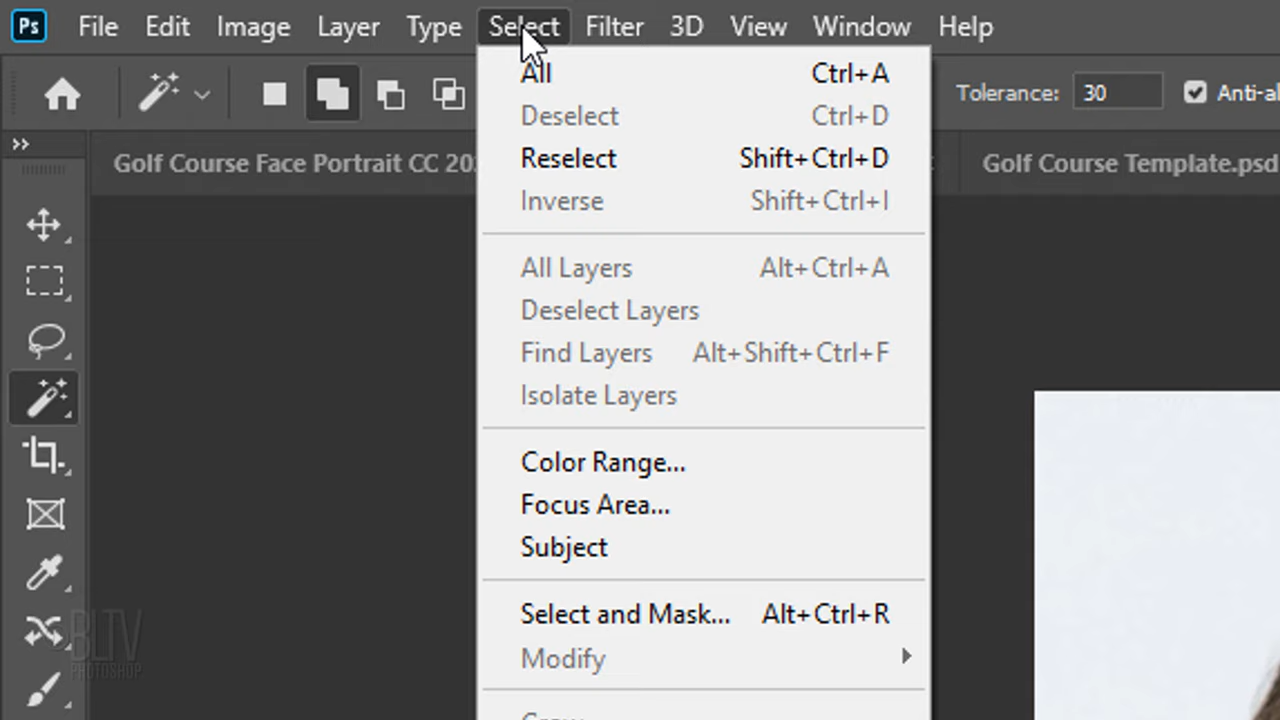 Ps File Edit Image Layer Type Select Filter 3D View Window Help
Tolerance: 30
Golf Course Face Portrait CC Golf Course Template.psd
All Ctrl+A
Deselect Ctrl+D
Reselect Shift+Ctrl+D
Inverse Shift+Ctrl+I
All Layers Alt+Ctrl+A
Deselect Layers
Find Layers Alt+Shift+Ctrl+F
Isolate Layers
Color Range...
Focus Area...
Subject
Select and Mask... Alt+Ctrl+R
Modify
BLTV
PHOTOSHOP